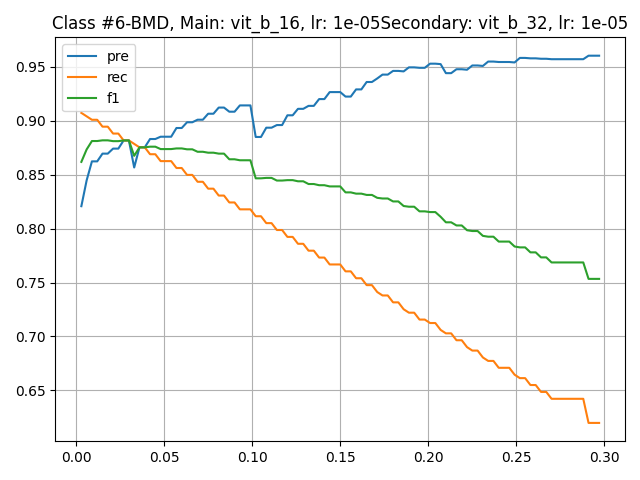 Class #6-BMD, Main: vit_b_16, lr: 1e-05Secondary: vit_b_32, lr: 1e-05
pre
rec
f1
0.95
0.90
0.85
0.80
0.75
0.70
0.65
0.00 0.05 0.10 0.15 0.20 0.25 0.30